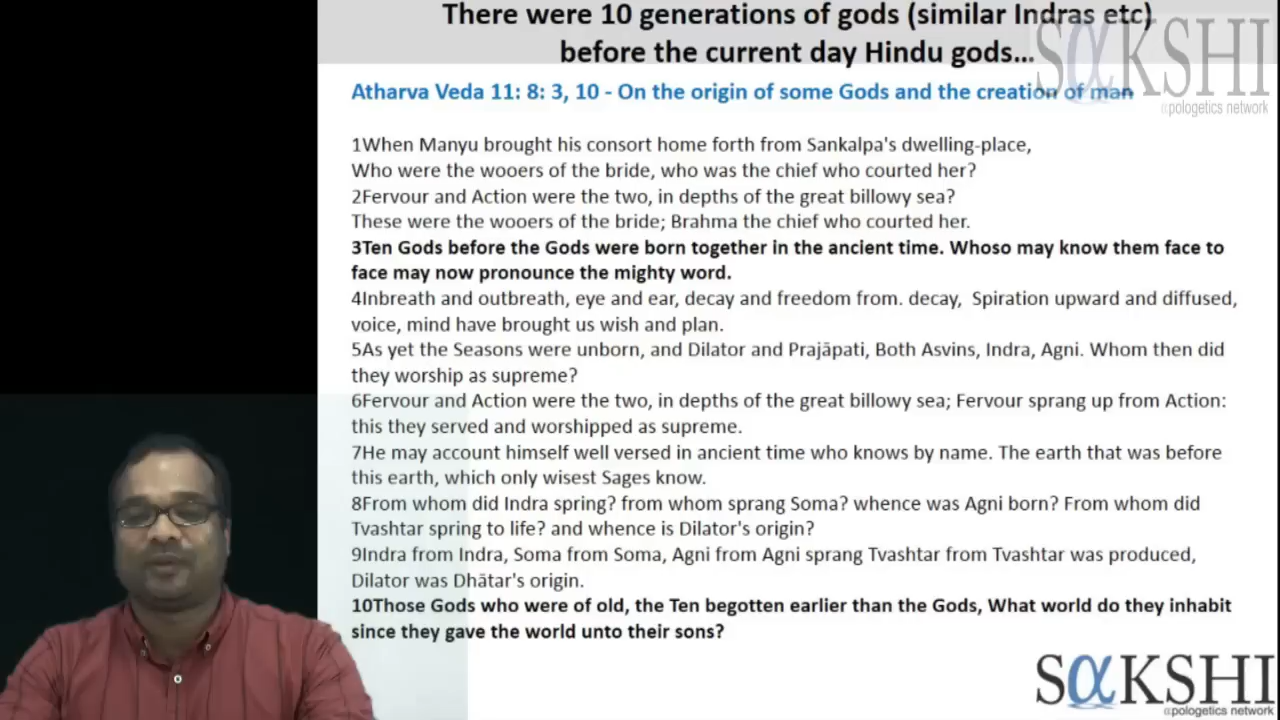 There were 10 generations of gods (similar Indras etc)
before the current day Hindu gods...
SαKSHI
αpologetics network
Atharva Veda 11: 8: 3, 10 - On the origin of some Gods and the creation of man
1When Manyu brought his consort home forth from Sankalpa's dwelling-place,
Who were the wooers of the bride, who was the chief who courted her?
2Fervour and Action were the two, in depths of the great billowy sea?
These were the wooers of the bride; Brahma the chief who courted her.
3Ten Gods before the Gods were born together in the ancient time. Whoso may know them face to
face may now pronounce the mighty word.
4Inbreath and outbreath, eye and ear, decay and freedom from. decay, Spiration upward and diffused,
voice, mind have brought us wish and plan.
5As yet the Seasons were unborn, and Dilator and Prajāpati, Both Asvins, Indra, Agni. Whom then did
they worship as supreme?
6Fervour and Action were the two, in depths of the great billowy sea; Fervour sprang up from Action:
this they served and worshipped as supreme.
7He may account himself well versed in ancient time who knows by name. The earth that was before
this earth, which only wisest Sages know.
8From whom did Indra spring? from whom sprang Soma? whence was Agni born? From whom did
Tvashtar spring to life? and whence is Dilator's origin?
9Indra from Indra, Soma from Soma, Agni from Agni sprang Tvashtar from Tvashtar was produced,
Dilator was Dhātar's origin.
10Those Gods who were of old, the Ten begotten earlier than the Gods, What world do they inhabit
since they gave the world unto their sons?
SαKSHI
αpologetics network